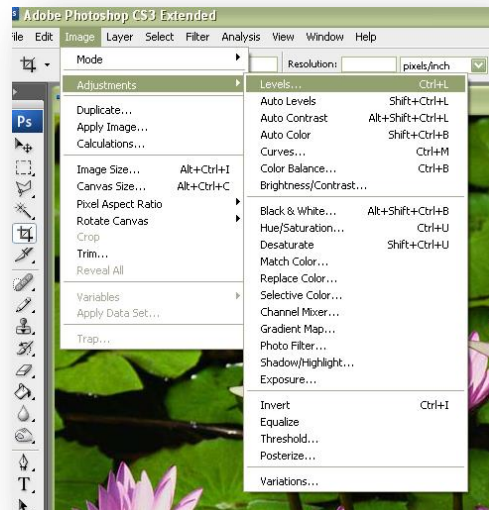 Adobe Photoshop CS3 Extended
File Edit Image Layer Select Filter Analysis View Window Help
Resolution: pixels/inch
Ps
T
Mode
Adjustments
Duplicate...
Apply Image...
Calculations...
Image Size... Alt+Ctrl+I
Canvas Size... Alt+Ctrl+C
Pixel Aspect Ratio
Rotate Canvas
Crop
Trim...
Reveal All
Variables
Apply Data Set...
Trap...
Levels... Ctrl+L
Auto Levels Shift+Ctrl+L
Auto Contrast Alt+Shift+Ctrl+L
Auto Color Shift+Ctrl+B
Curves... Ctrl+M
Color Balance... Ctrl+B
Brightness/Contrast...
Black & White... Alt+Shift+Ctrl+B
Hue/Saturation... Ctrl+U
Desaturate Shift+Ctrl+U
Match Color...
Replace Color...
Selective Color...
Channel Mixer...
Gradient Map...
Photo Filter...
Shadow/Highlight...
Exposure...
Invert Ctrl+I
Equalize
Threshold...
Posterize...
Variations...